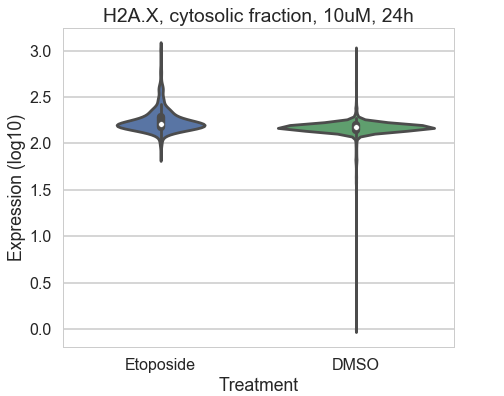 H2A.X, cytosolic fraction, 10uM, 24h
3.0
2.5
2.0
1.5
1.0
0.5
0.0
Expression (log10)
Etoposide DMSO
Treatment